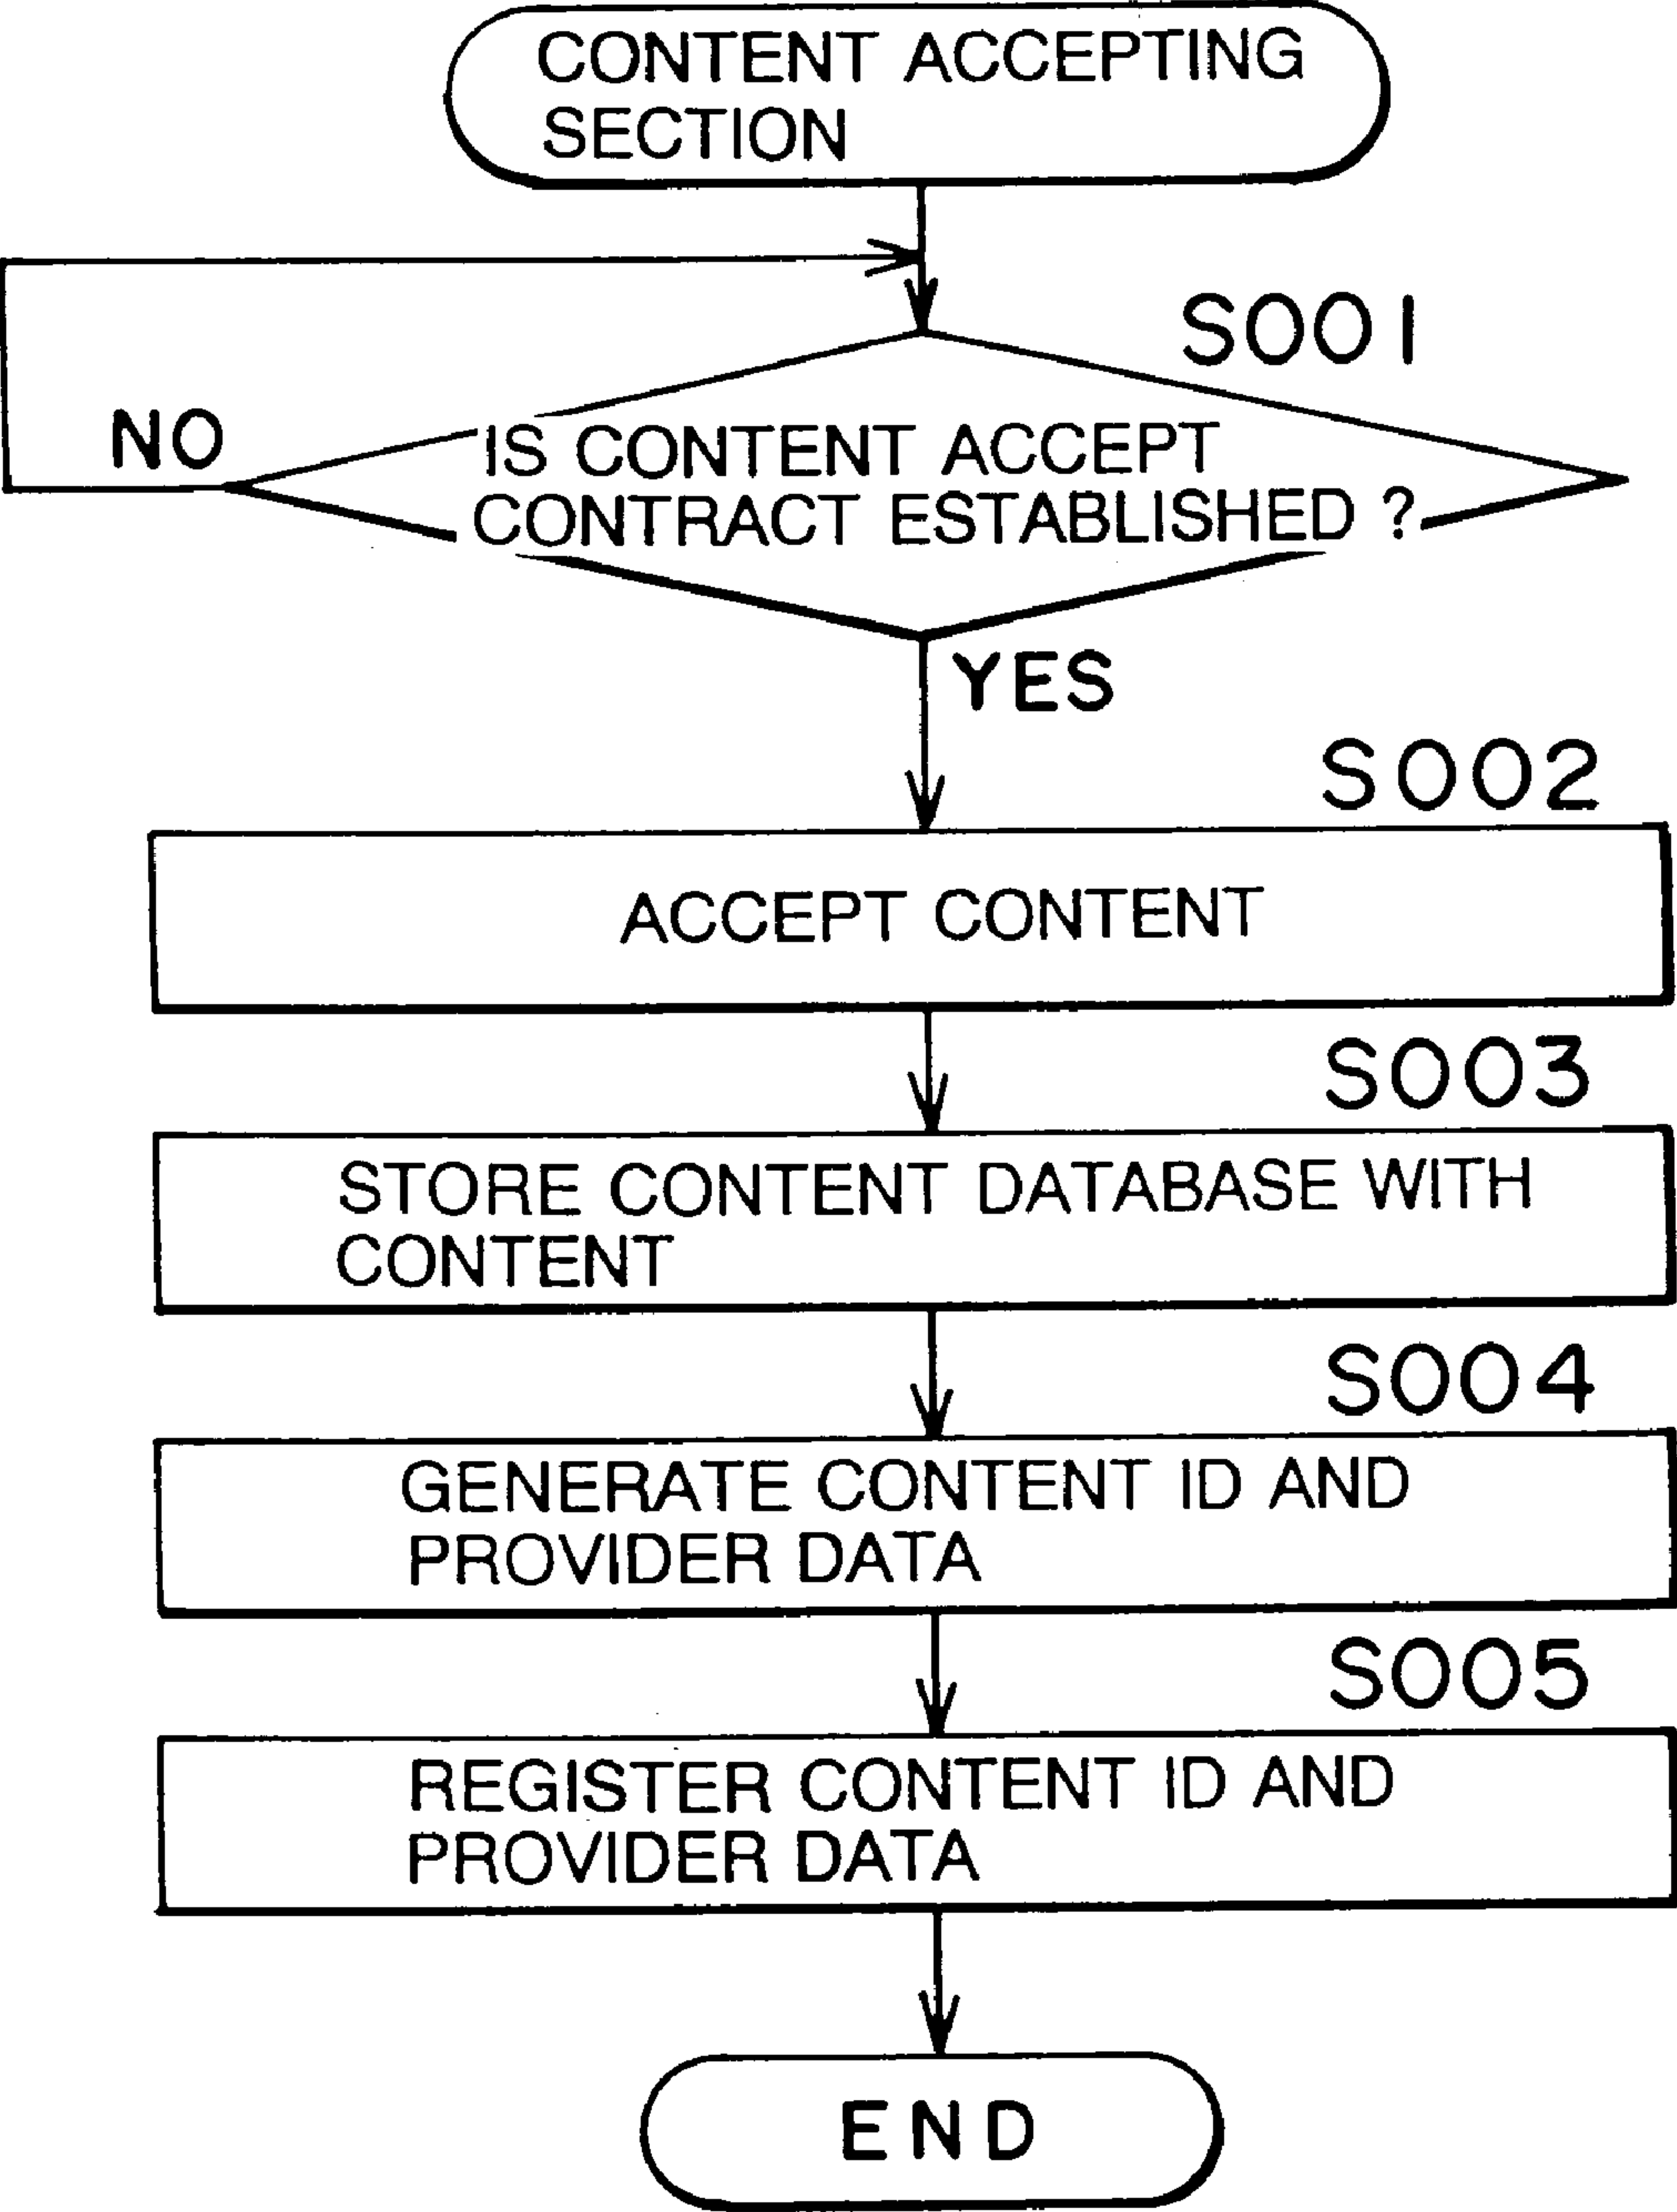 CONTENT ACCEPTING
SECTION
S001
NO
IS CONTENT ACCEPT
CONTRACT ESTABLISHED ?
YES
S002
ACCEPT CONTENT
S003
STORE CONTENT DATABASE WITH
CONTENT
S004
GENERATE CONTENT ID AND
PROVIDER DATA
S005
REGISTER CONTENT ID AND
PROVIDER DATA
END